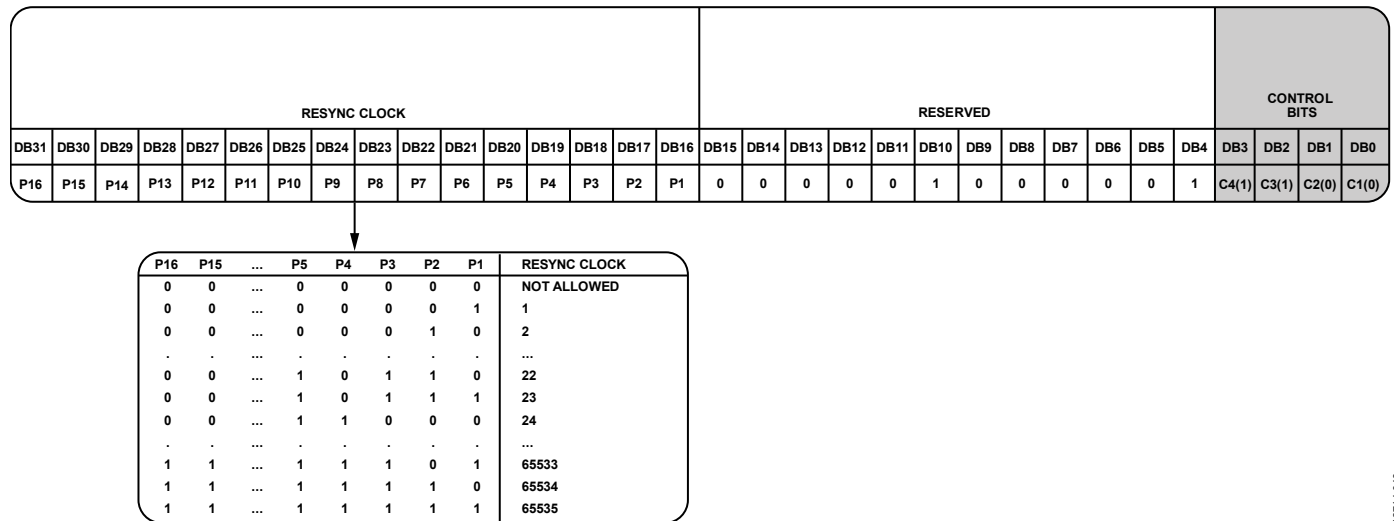 RESYNC CLOCK RESERVED CONTROL BITS
DB31 DB30 DB29 DB28 DB27 DB26 DB25 DB24 DB23 DB22 DB21 DB20 DB19 DB18 DB17 DB16 DB15 DB14 DB13 DB12 DB11 DB10 DB9 DB8 DB7 DB6 DB5 DB4 DB3 DB2 DB1 DB0
P16 P15 P14 P13 P12 P11 P10 P9 P8 P7 P6 P5 P4 P3 P2 P1 0 0 0 0 0 1 0 0 0 0 0 1 C4(1) C3(1) C2(0) C1(0)
P16 P15 ... P5 P4 P3 P2 P1 RESYNC CLOCK
0 0 ... 0 0 0 0 0 NOT ALLOWED
0 0 ... 0 0 0 0 1 1
0 0 ... 0 0 0 1 0 2
. . ... . . . . . ...
0 0 ... 1 0 1 1 0 22
0 0 ... 1 0 1 1 1 23
0 0 ... 1 1 0 0 0 24
. . ... . . . . . ...
1 1 ... 1 1 1 0 1 65533
1 1 ... 1 1 1 1 0 65534
1 1 ... 1 1 1 1 1 65535